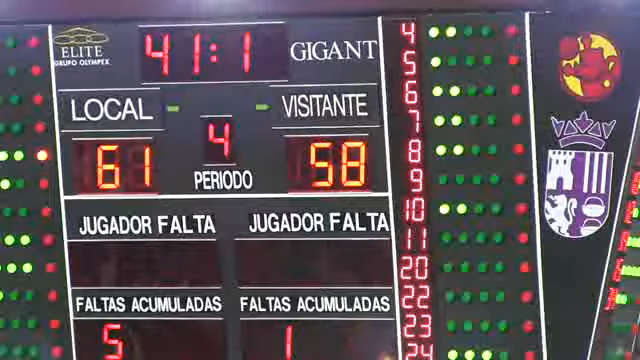 ELITE
GRUPO OLYMPEX
41:1
GIGANT
LOCAL
VISITANTE
4
61
58
PERIODO
JUGADOR FALTA
JUGADOR FALTA
FALTAS ACUMULADAS
FALTAS ACUMULADAS
5
1
4
5
6
7
8
9
10
11
20
22
23
24